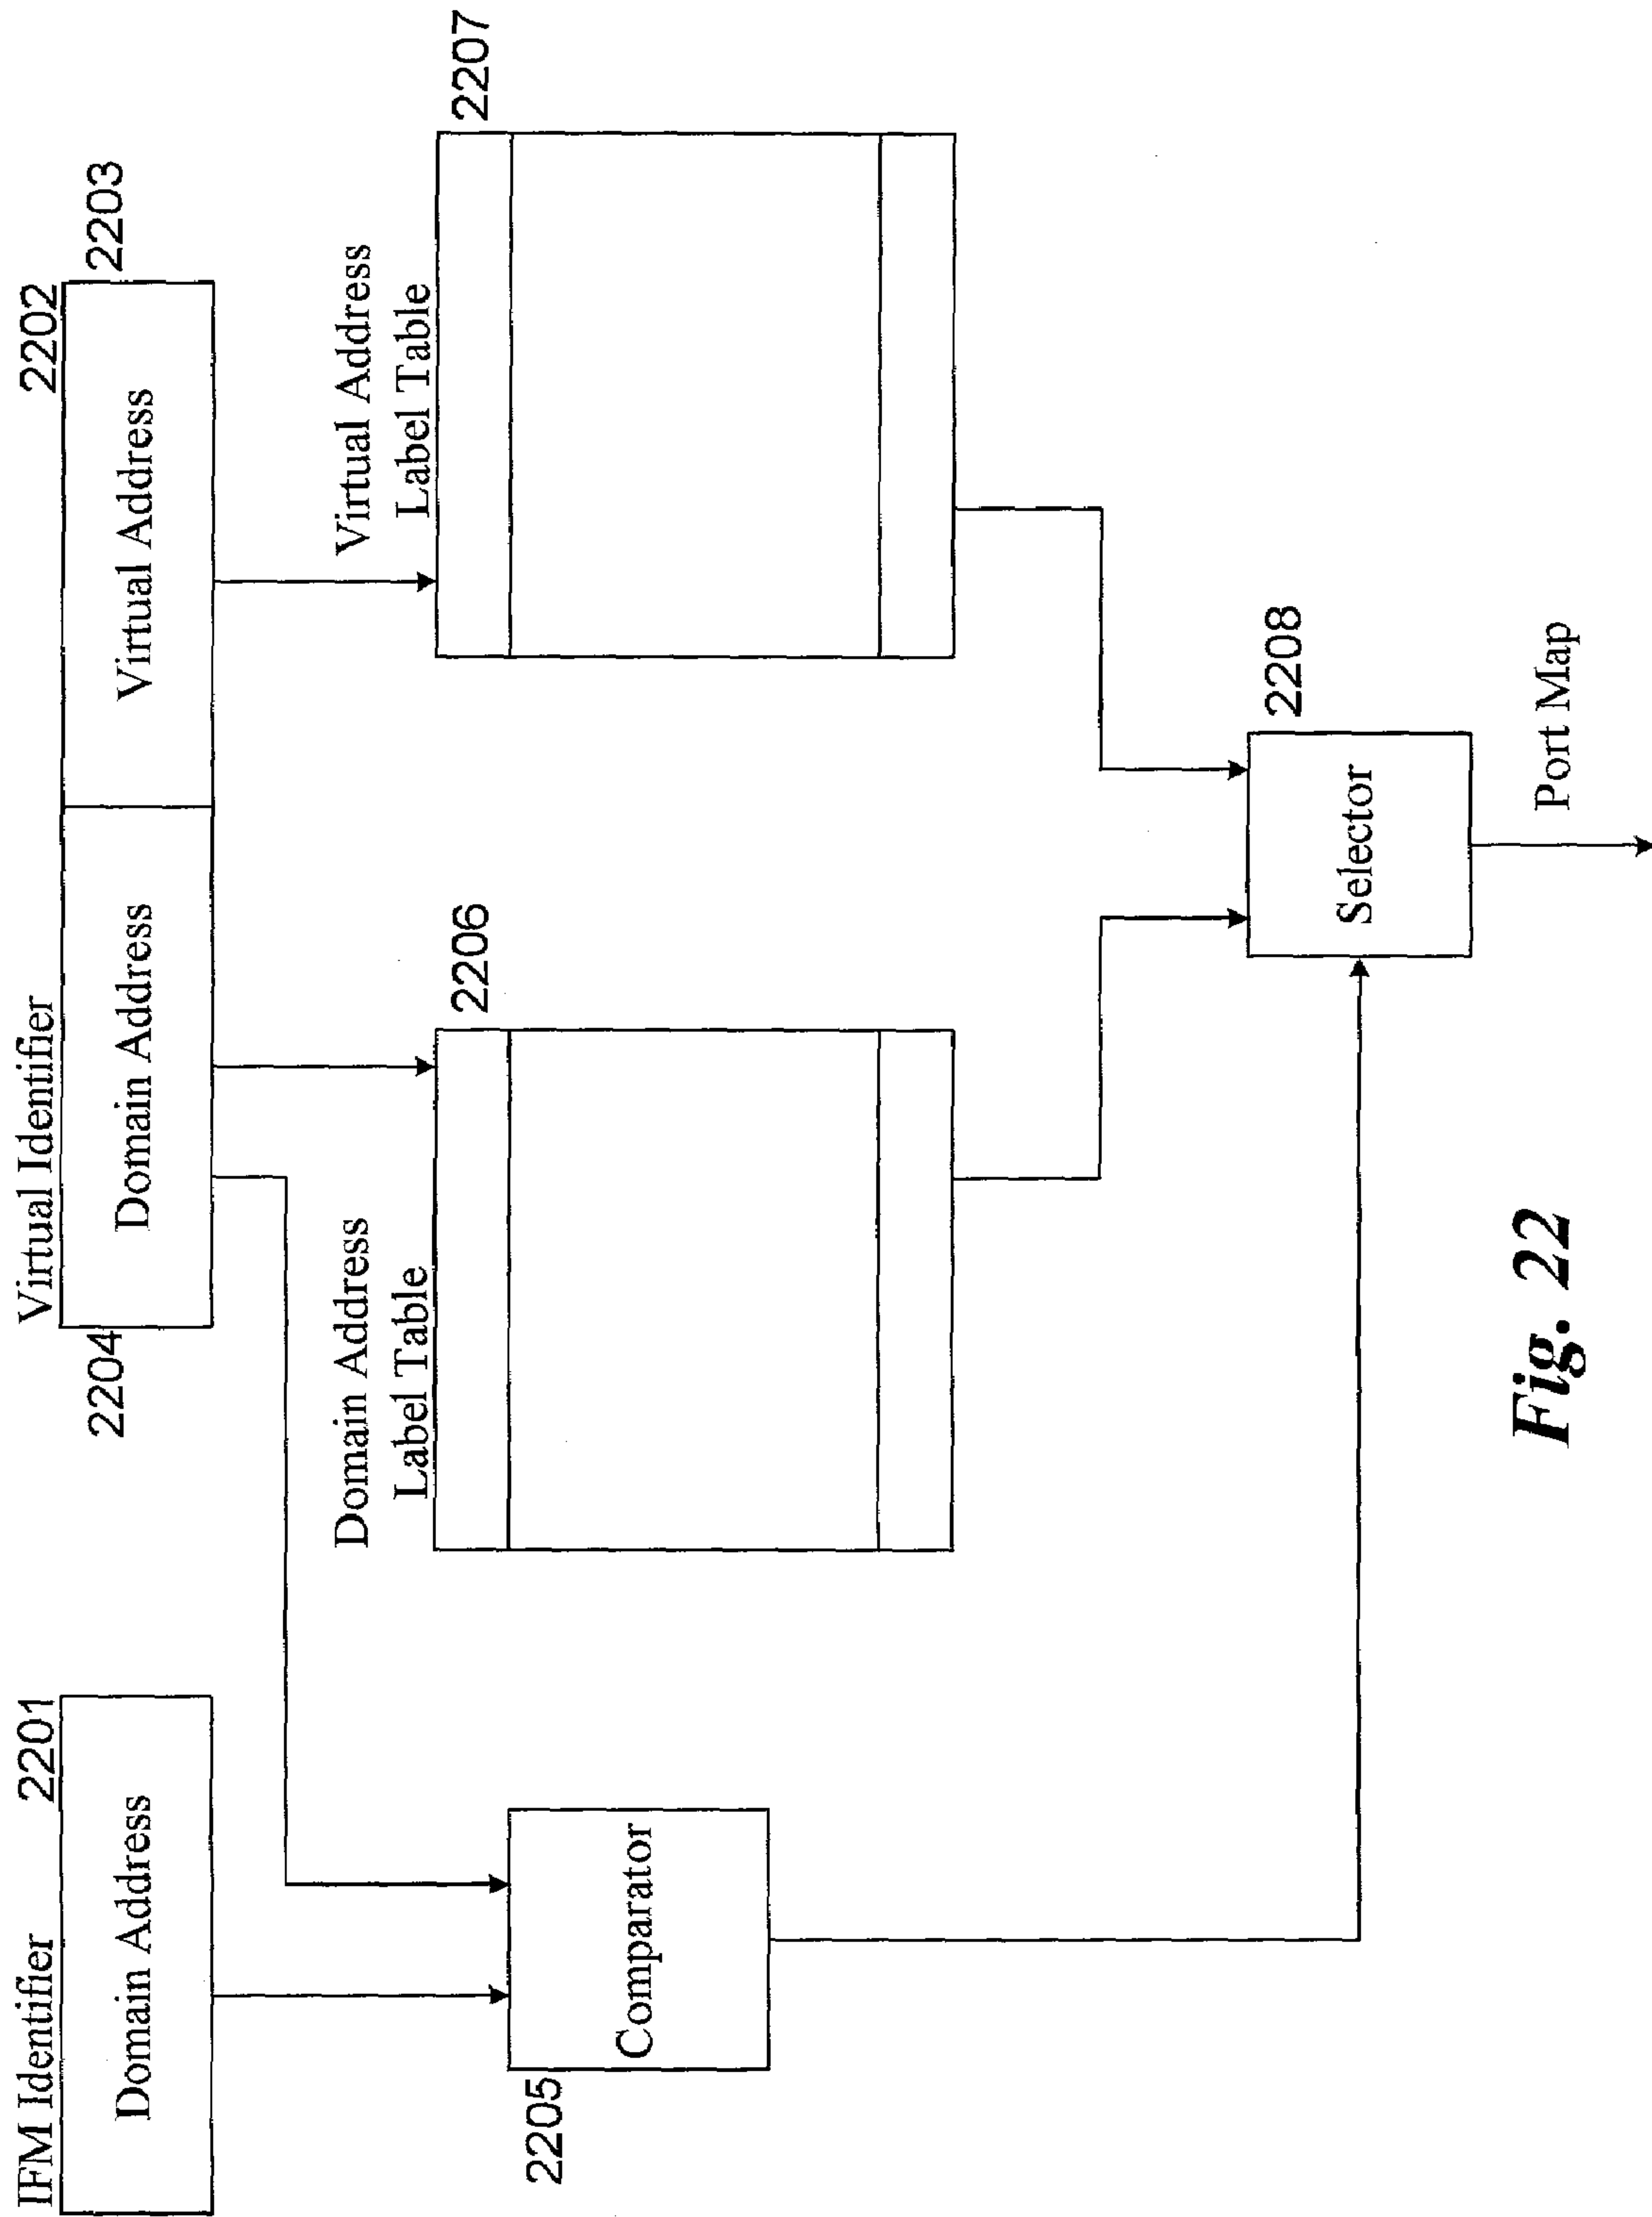 IFM Identifier
2201
Virtual Identifier
2202
Domain Address
2204
Domain Address
Virtual Address
2203
Domain Address
Label Table
2206
Virtual Address
Label Table
2207
2205
Comparator
2208
Selector
Port Map
Fig. 22